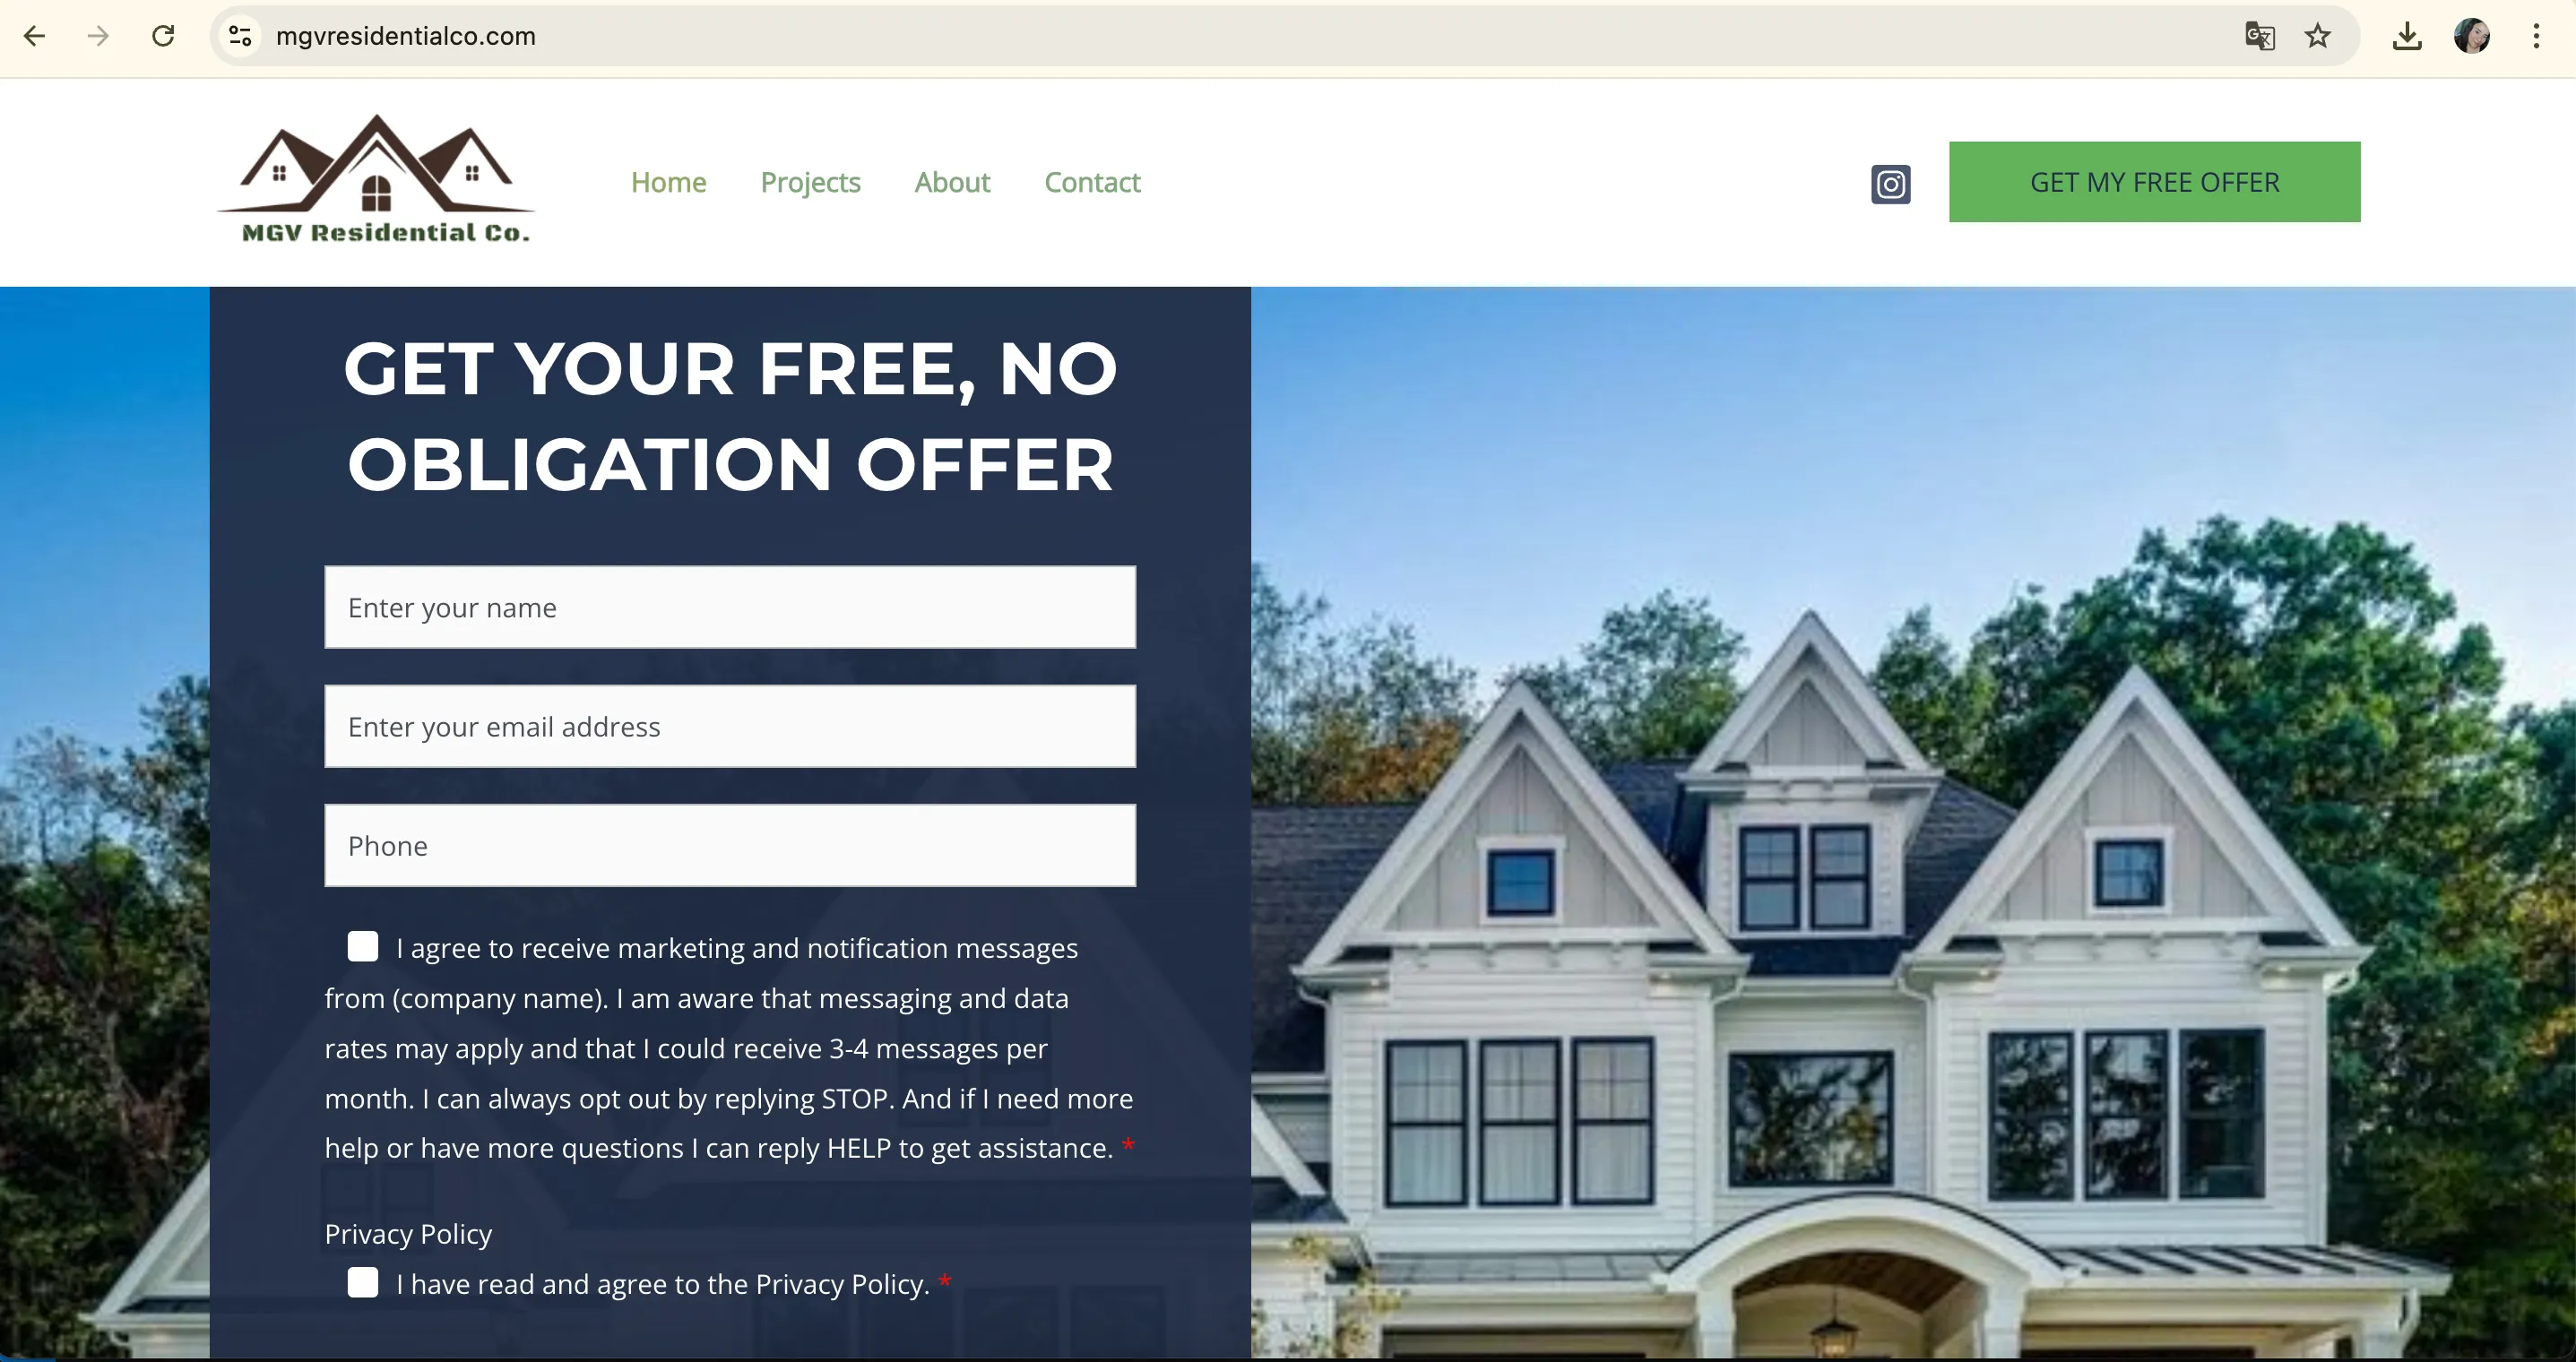 mgvresidentialco.com
MGV Residential Co.
Home
Projects
About
Contact
GET MY FREE OFFER
GET YOUR FREE, NO
OBLIGATION OFFER
Enter your name
Enter your email address
Phone
I agree to receive marketing and notification messages
from (company name). I am aware that messaging and data
rates may apply and that I could receive 3-4 messages per
month. I can always opt out by replying STOP. And if I need more
help or have more questions I can reply HELP to get assistance. *
Privacy Policy
I have read and agree to the Privacy Policy. *